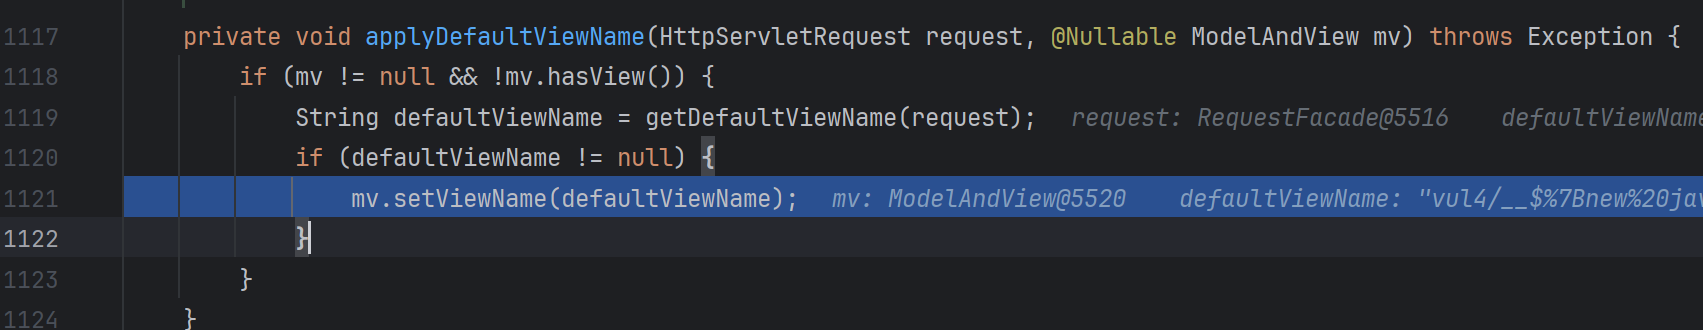 1117 private void applyDefaultViewName(HttpServletRequest request, @Nullable ModelAndView mv) throws Exception {
1118 if (mv != null && !mv.hasView()) {
1119 String defaultViewName = getDefaultViewName(request); request: RequestFacade@5516 defaultViewName
1120 if (defaultViewName != null) {
1121 mv.setViewName(defaultViewName); mv: ModelAndView@5520 defaultViewName: "vul4/__$%7Bnew%20jav
1122 }
1123 }
1124 }